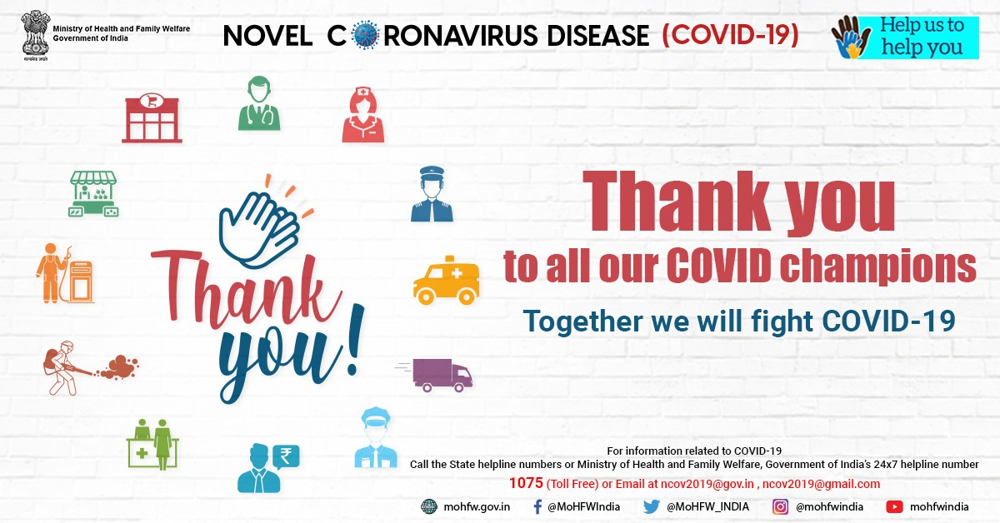 Ministry of Health and Family Welfare
Government of India
सत्यमेव जयते
NOVEL CORONAVIRUS DISEASE (COVID-19)
Help us to
help you
Thank
you!
Thank you
to all our COVID champions
Together we will fight COVID-19
₹
For information related to COVID-19
Call the State helpline numbers or Ministry of Health and Family Welfare, Government of India's 24x7 helpline number
1075 (Toll Free) or Email at ncov2019@gov.in , ncov2019@gmail.com
mohfw.gov.in @MoHFWIndia @MoHFW_INDIA @mohfwindia mohfwindia